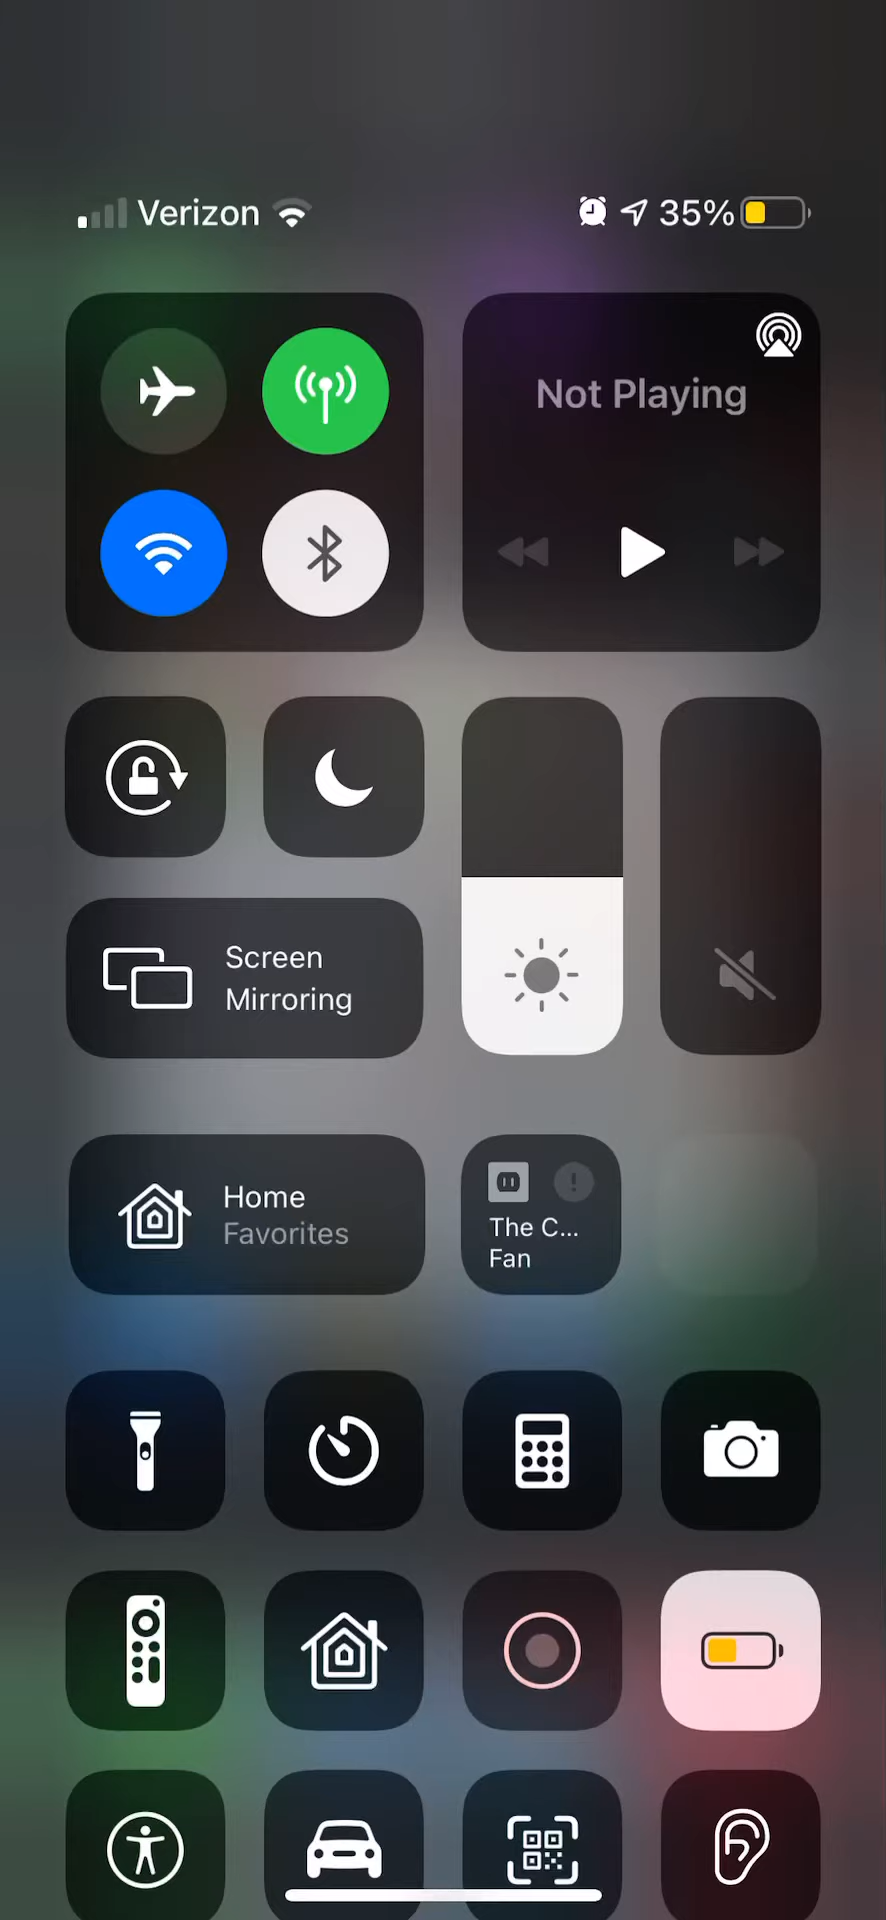 Verizon
35%
Not Playing
Screen
Mirroring
Home
Favorites
The C...
Fan